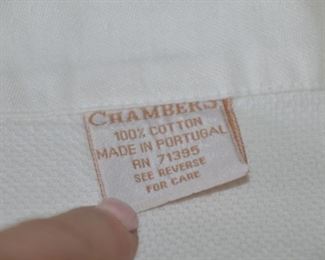 CHAMBERS
100% COTTON
MADE IN PORTUGAL
RN 71395
SEE REVERSE
FOR CARE